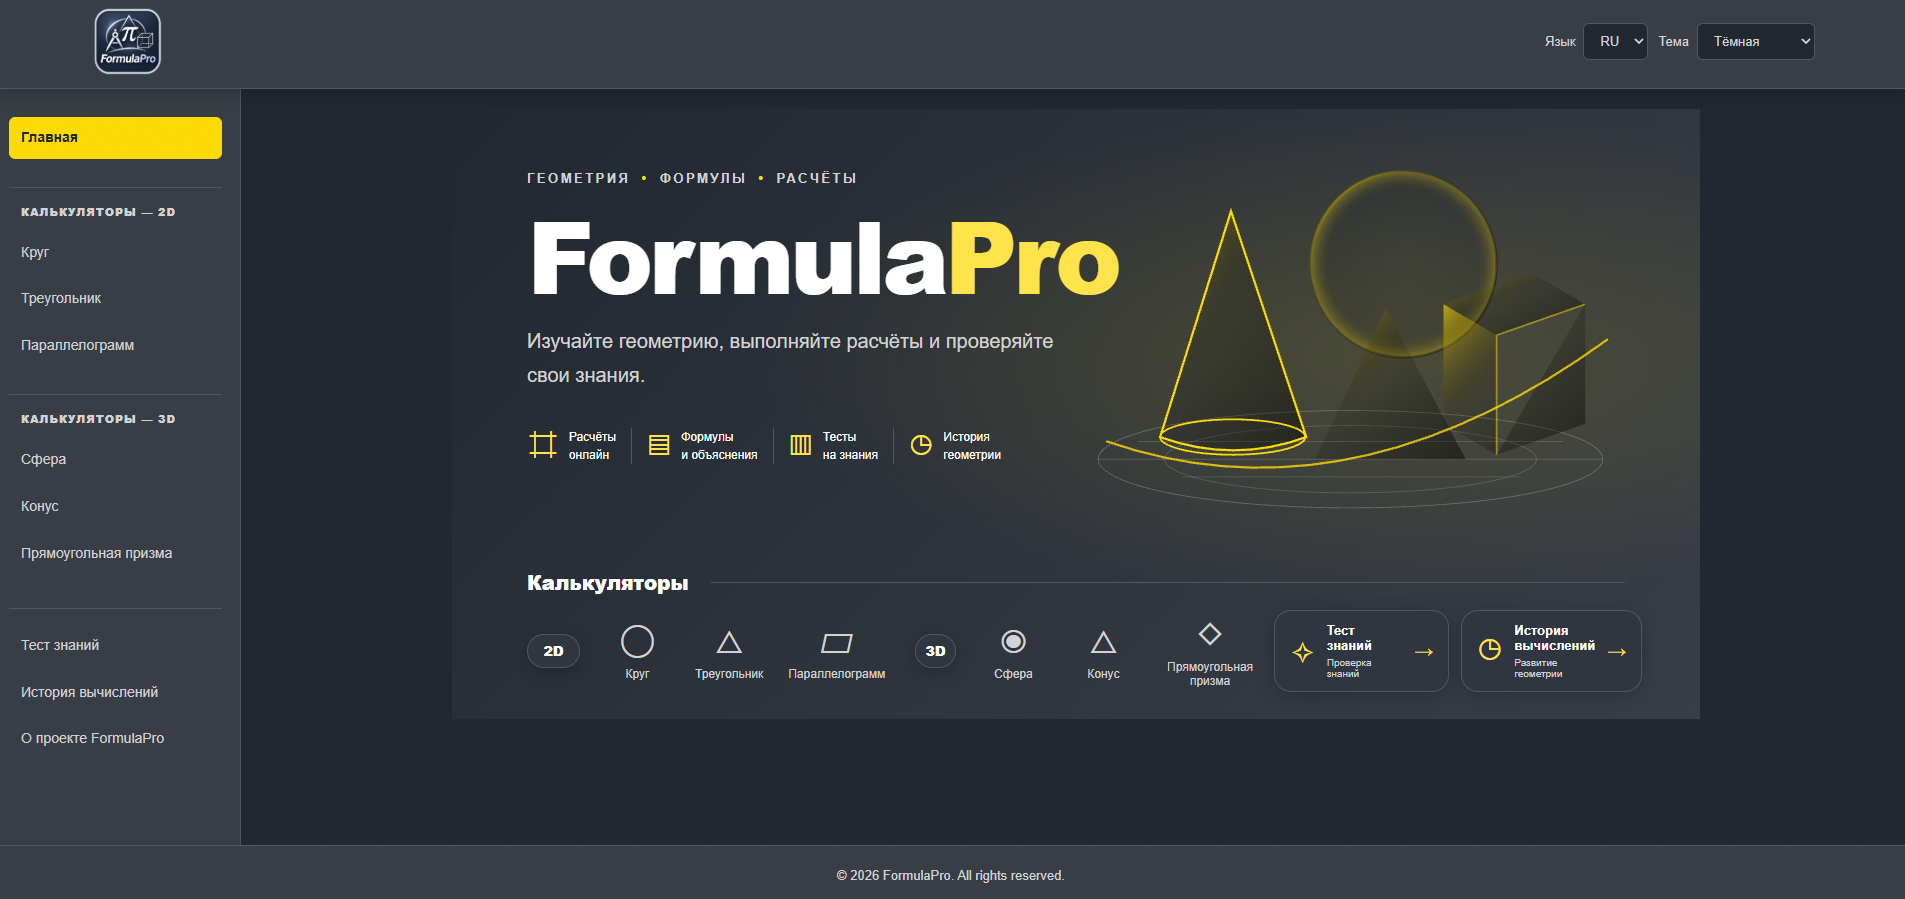 FormulaPro
Язык
RU
Тема
Тёмная
Главная
КАЛЬКУЛЯТОРЫ — 2D
Круг
Треугольник
Параллелограмм
КАЛЬКУЛЯТОРЫ — 3D
Сфера
Конус
Прямоугольная призма
Тест знаний
История вычислений
О проекте FormulaPro
ГЕОМЕТРИЯ • ФОРМУЛЫ • РАСЧЁТЫ
FormulaPro
Изучайте геометрию, выполняйте расчёты и проверяйте
свои знания.
Расчёты
онлайн
Формулы
и объяснения
Тесты
на знания
История
геометрии
Калькуляторы
2D
Круг
Треугольник
Параллелограмм
3D
Сфера
Конус
Прямоугольная
призма
Тест
знаний
Проверка
знаний
→
История
вычислений
Развитие
геометрии
→
© 2026 FormulaPro. All rights reserved.